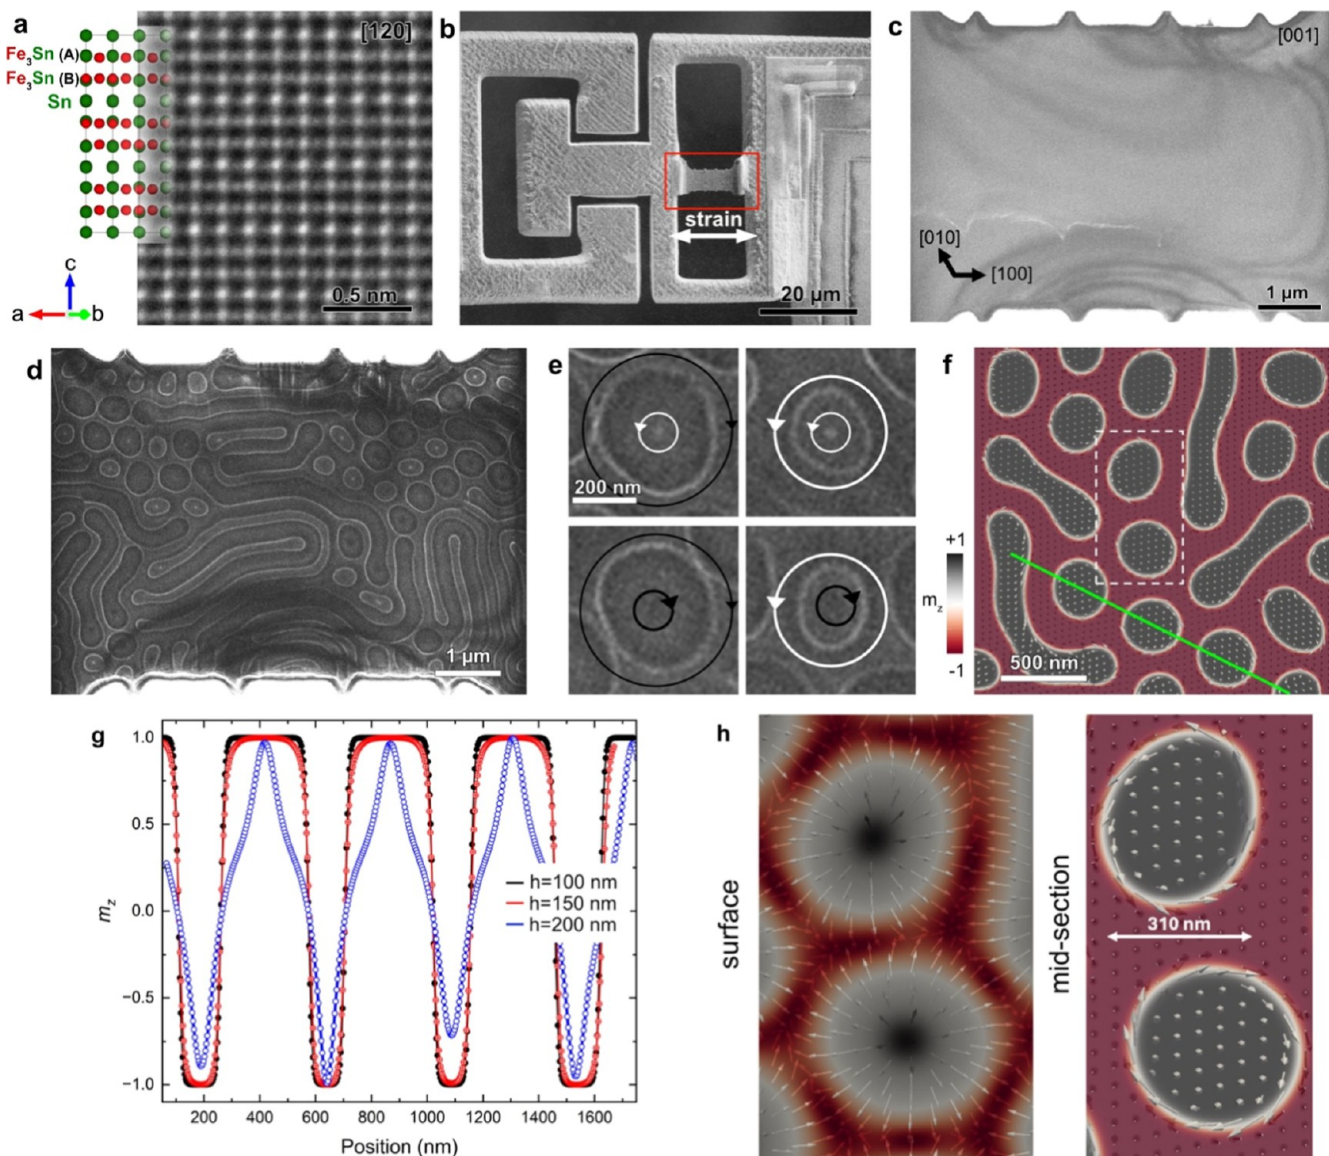 a
[120]
Fe3Sn (A)
Fe3Sn (B)
Sn
0.5 nm
c
a
b
b
strain
20 μm
c
[001]
[010]
[100]
1 μm
d
1 μm
e
200 nm
f
+1
mz
-1
500 nm
g
1.0
0.5
0.0
−0.5
−1.0
mz
h=100 nm
h=150 nm
h=200 nm
200 400 600 800 1000 1200 1400 1600
Position (nm)
h
surface
mid-section
310 nm